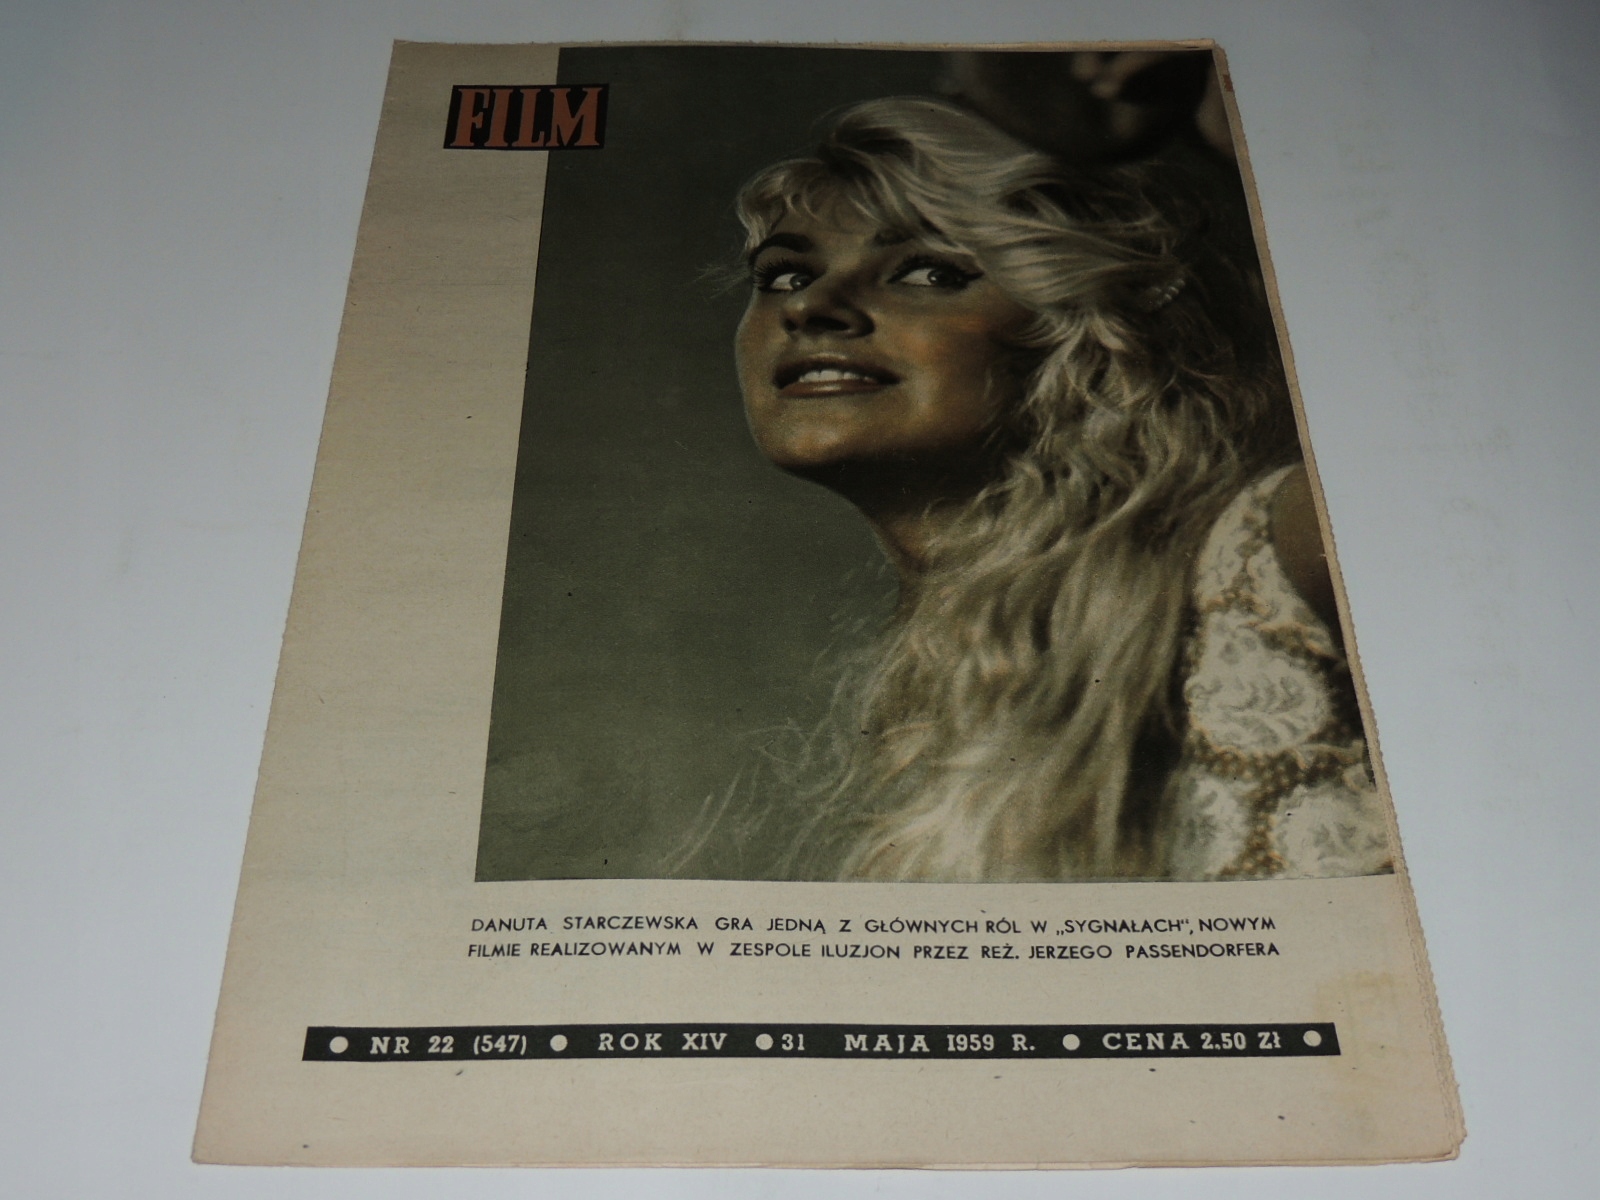 FILM
DANUTA STARCZEWSKA GRA JEDNĄ Z GŁÓWNYCH RÓL W „SYGNAŁACH", NOWYM
FILMIE REALIZOWANYM W ZESPOLE ILUZJON PRZEZ REŻ. JERZEGO PASSENDORFERA
● NR 22 (547) ● ROK XIV ● 31 MAJA 1959 R. ● CENA 2,50 Zł ●